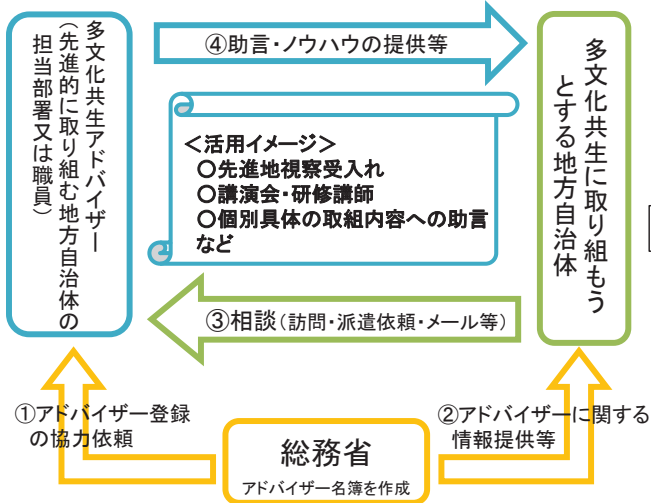 多文化共生アドバイザー
（先進的に取り組む地方自治体の
担当部署又は職員）
④助言・ノウハウの提供等
＜活用イメージ＞
○先進地視察受入れ
○講演会・研修講師
○個別具体の取組内容への助言
など
多文化共生に取り組もう
とする地方自治体
③相談（訪問・派遣依頼・メール等）
①アドバイザー登録
の協力依頼
②アドバイザーに関する
情報提供等
総務省
アドバイザー名簿を作成